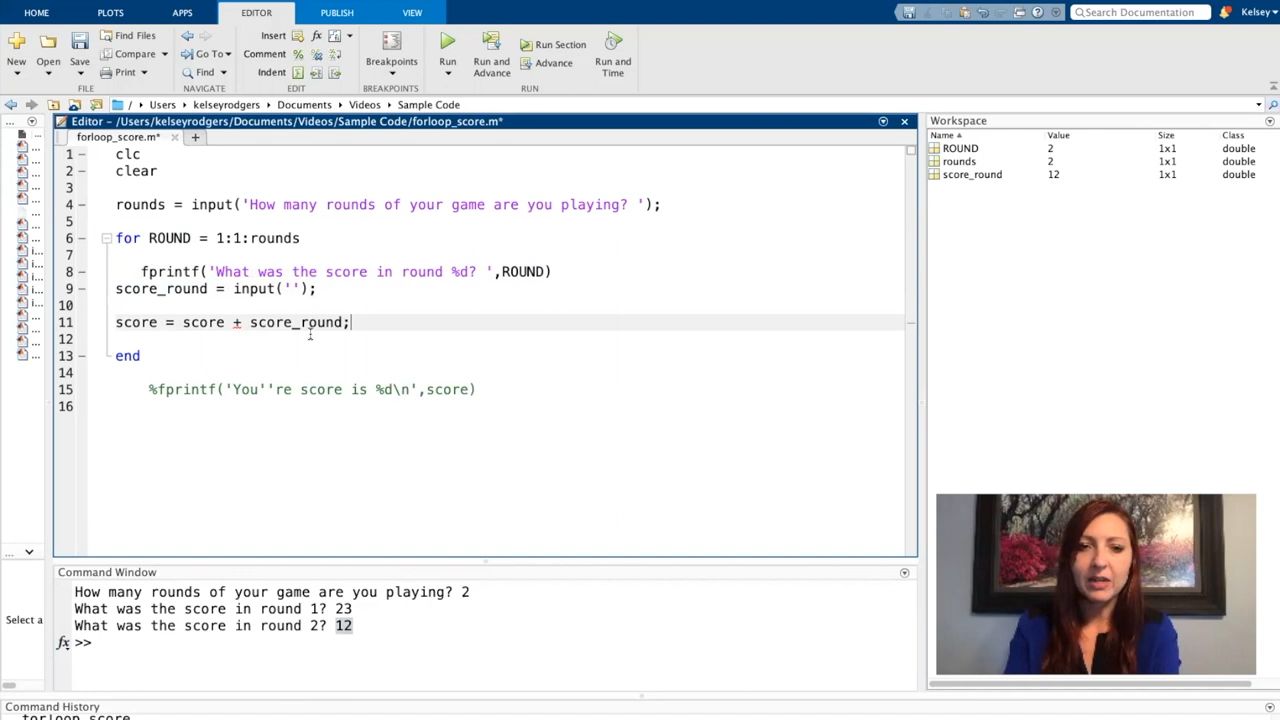 HOME PLOTS APPS EDITOR PUBLISH VIEW Search Documentation Kelsey
New Open Save Find Files Compare Print
Go To Find
Insert Comment Indent
Breakpoints
Run Run and Advance Run Section Advance Run and Time
FILE NAVIGATE EDIT BREAKPOINTS RUN
/ Users kelseyrodgers Documents Videos Sample Code
Editor - /Users/kelseyrodgers/Documents/Videos/Sample Code/forloop_score.m*
forloop_score.m* × +
1 – clc
2 – clear
3
4 – rounds = input('How many rounds of your game are you playing? ');
5
6 – for ROUND = 1:1:rounds
7
8 – fprintf('What was the score in round %d? ',ROUND)
9 – score_round = input('');
10
11 – score = score + score_round;
12
13 – end
14
15 %fprintf('You''re score is %d\n',score)
16
Workspace
Name Value Size Class
ROUND 2 1x1 double
rounds 2 1x1 double
score_round 12 1x1 double
Select a
Command Window
How many rounds of your game are you playing? 2
What was the score in round 1? 23
What was the score in round 2? 12
fx >>
Command History
forloop_score